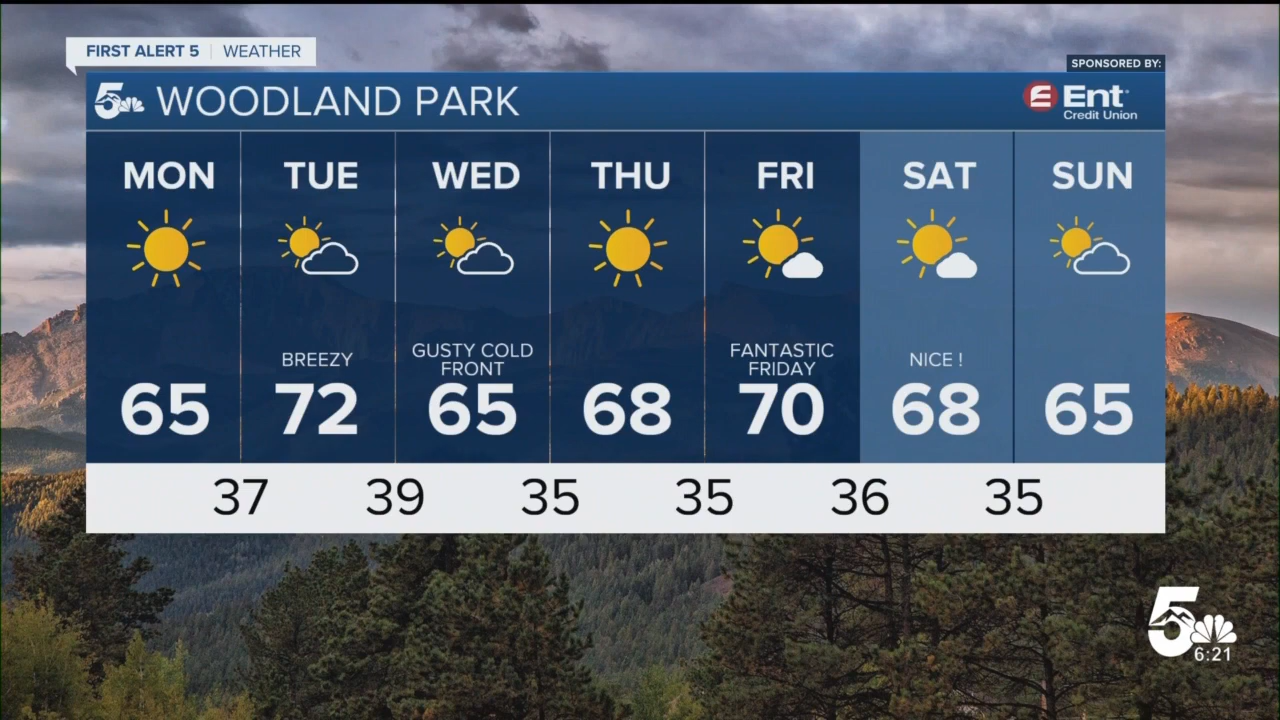 FIRST ALERT 5 | WEATHER
SPONSORED BY:
5 WOODLAND PARK
Ent
Credit Union
MON TUE WED THU FRI SAT SUN
BREEZY
GUSTY COLD
FRONT
FANTASTIC
FRIDAY
NICE !
65 72 65 68 70 68 65
37 39 35 35 36 35
5
6:21